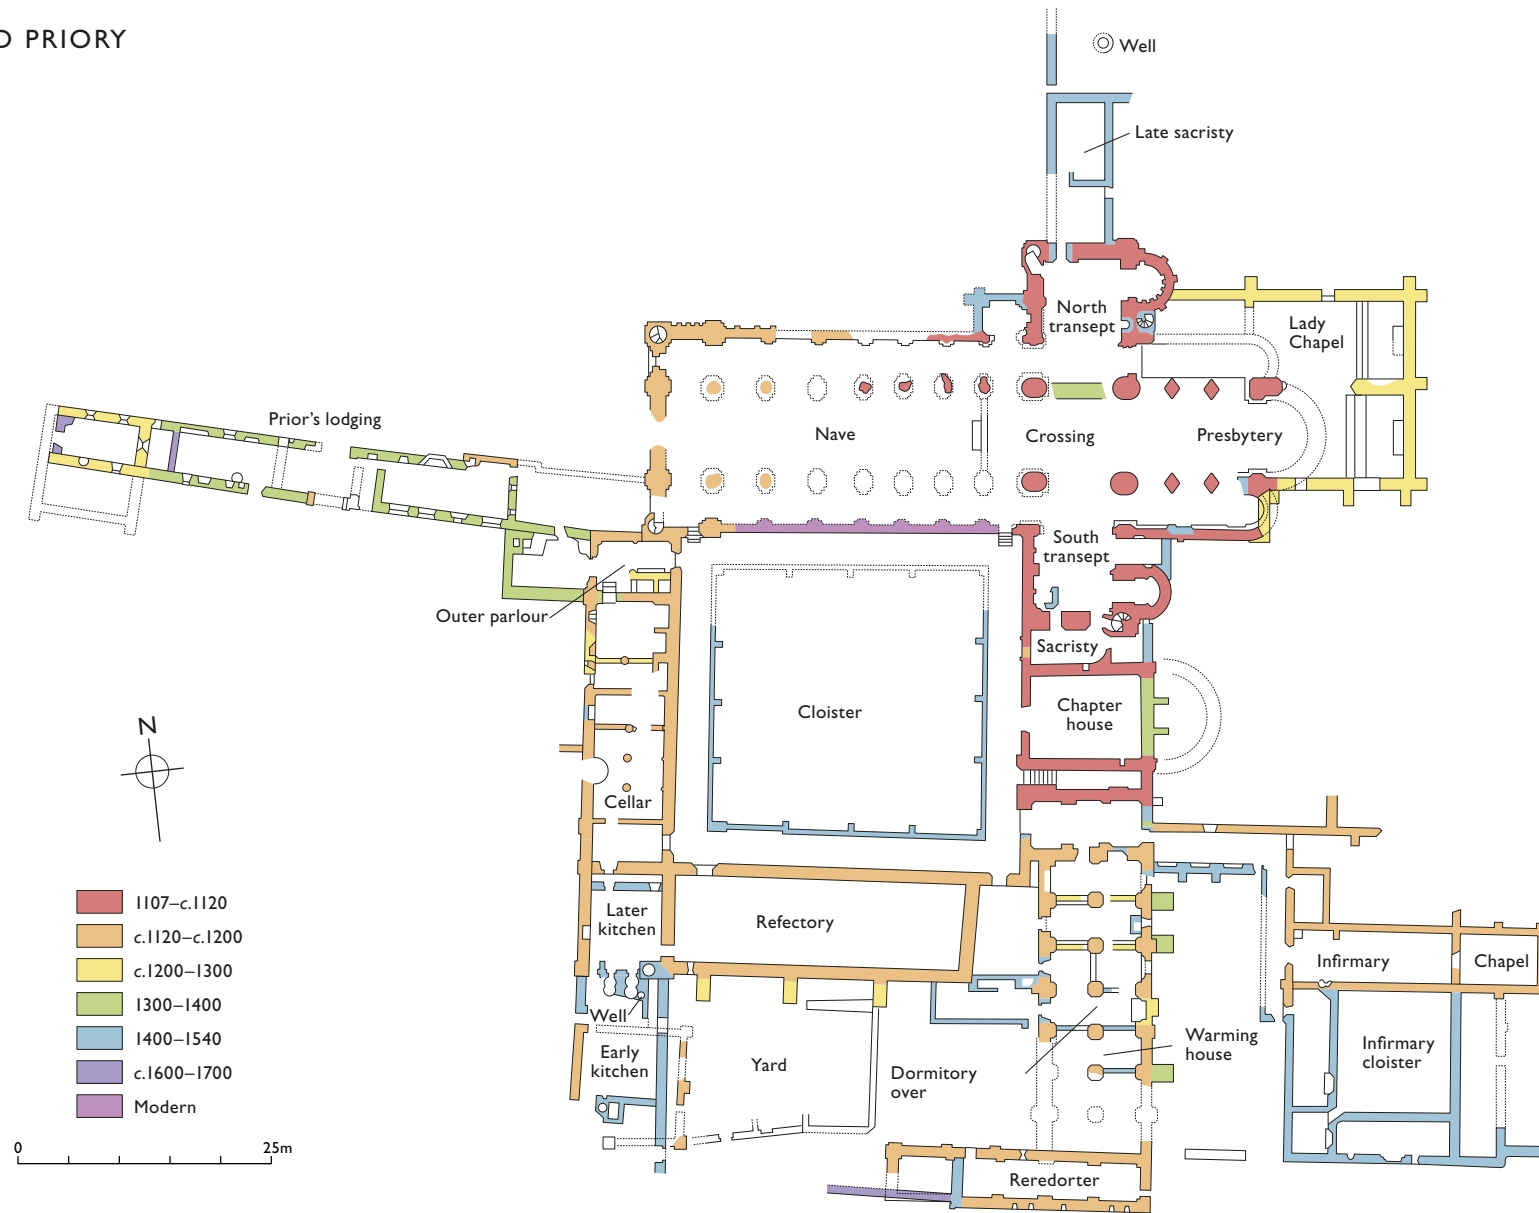 D PRIORY
Well
Late sacristy
North
transept
Lady
Chapel
Prior's lodging
Nave
Crossing
Presbytery
South
transept
Outer parlour
Sacristy
Cloister
Chapter
house
N
Cellar
1107–c.1120
c.1120–c.1200
c.1200–1300
1300–1400
1400–1540
c.1600–1700
Modern
0
25m
Later
kitchen
Refectory
Infirmary
Chapel
Well
Early
kitchen
Yard
Dormitory
over
Warming
house
Infirmary
cloister
Reredorter